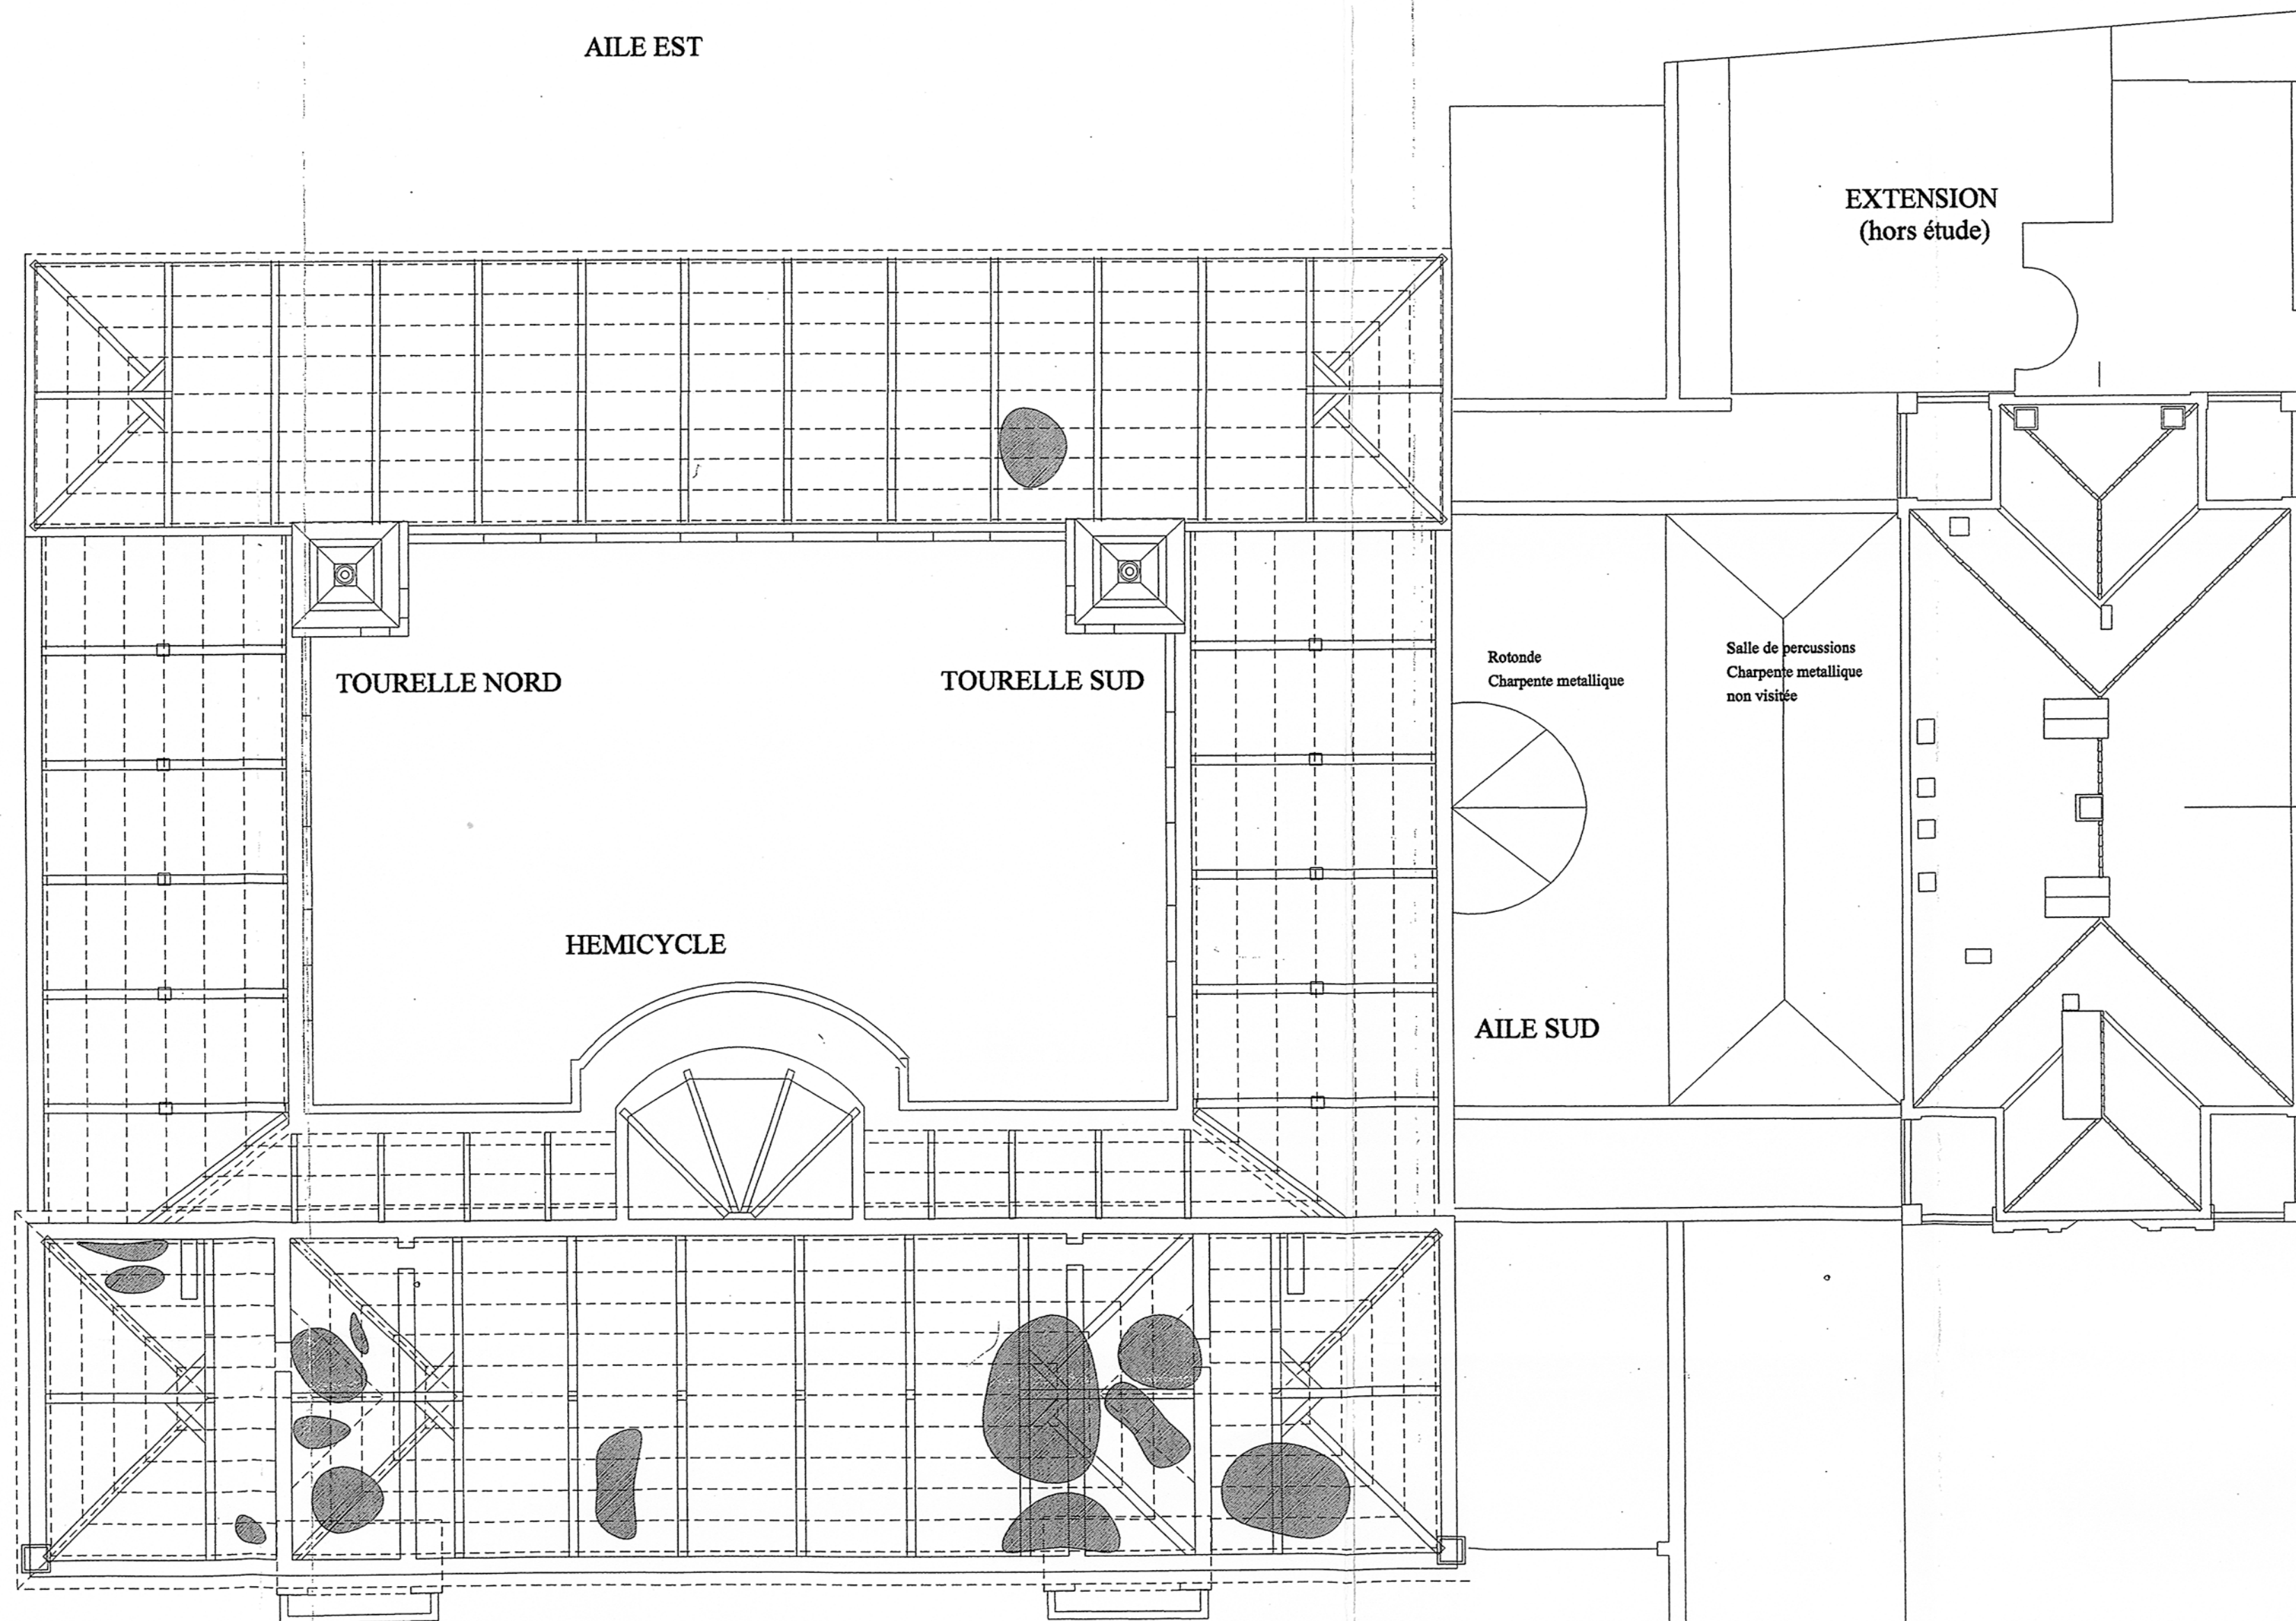 AILE EST
EXTENSION
(hors étude)
TOURELLE NORD
TOURELLE SUD
Rotonde
Charpente metallique
Salle de percussions
Charpente metallique
non visitée
HEMICYCLE
AILE SUD